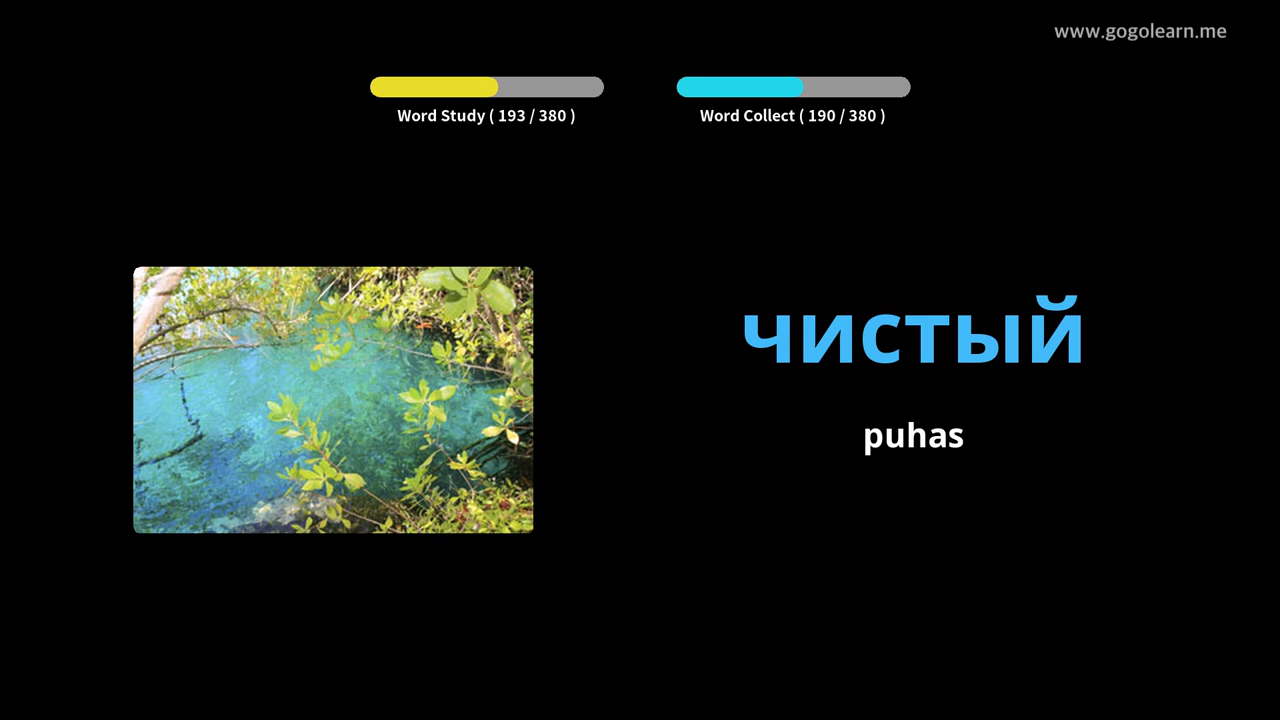 www.gogolearn.me
Word Study ( 193 / 380 )
Word Collect ( 190 / 380 )
чистый
puhas